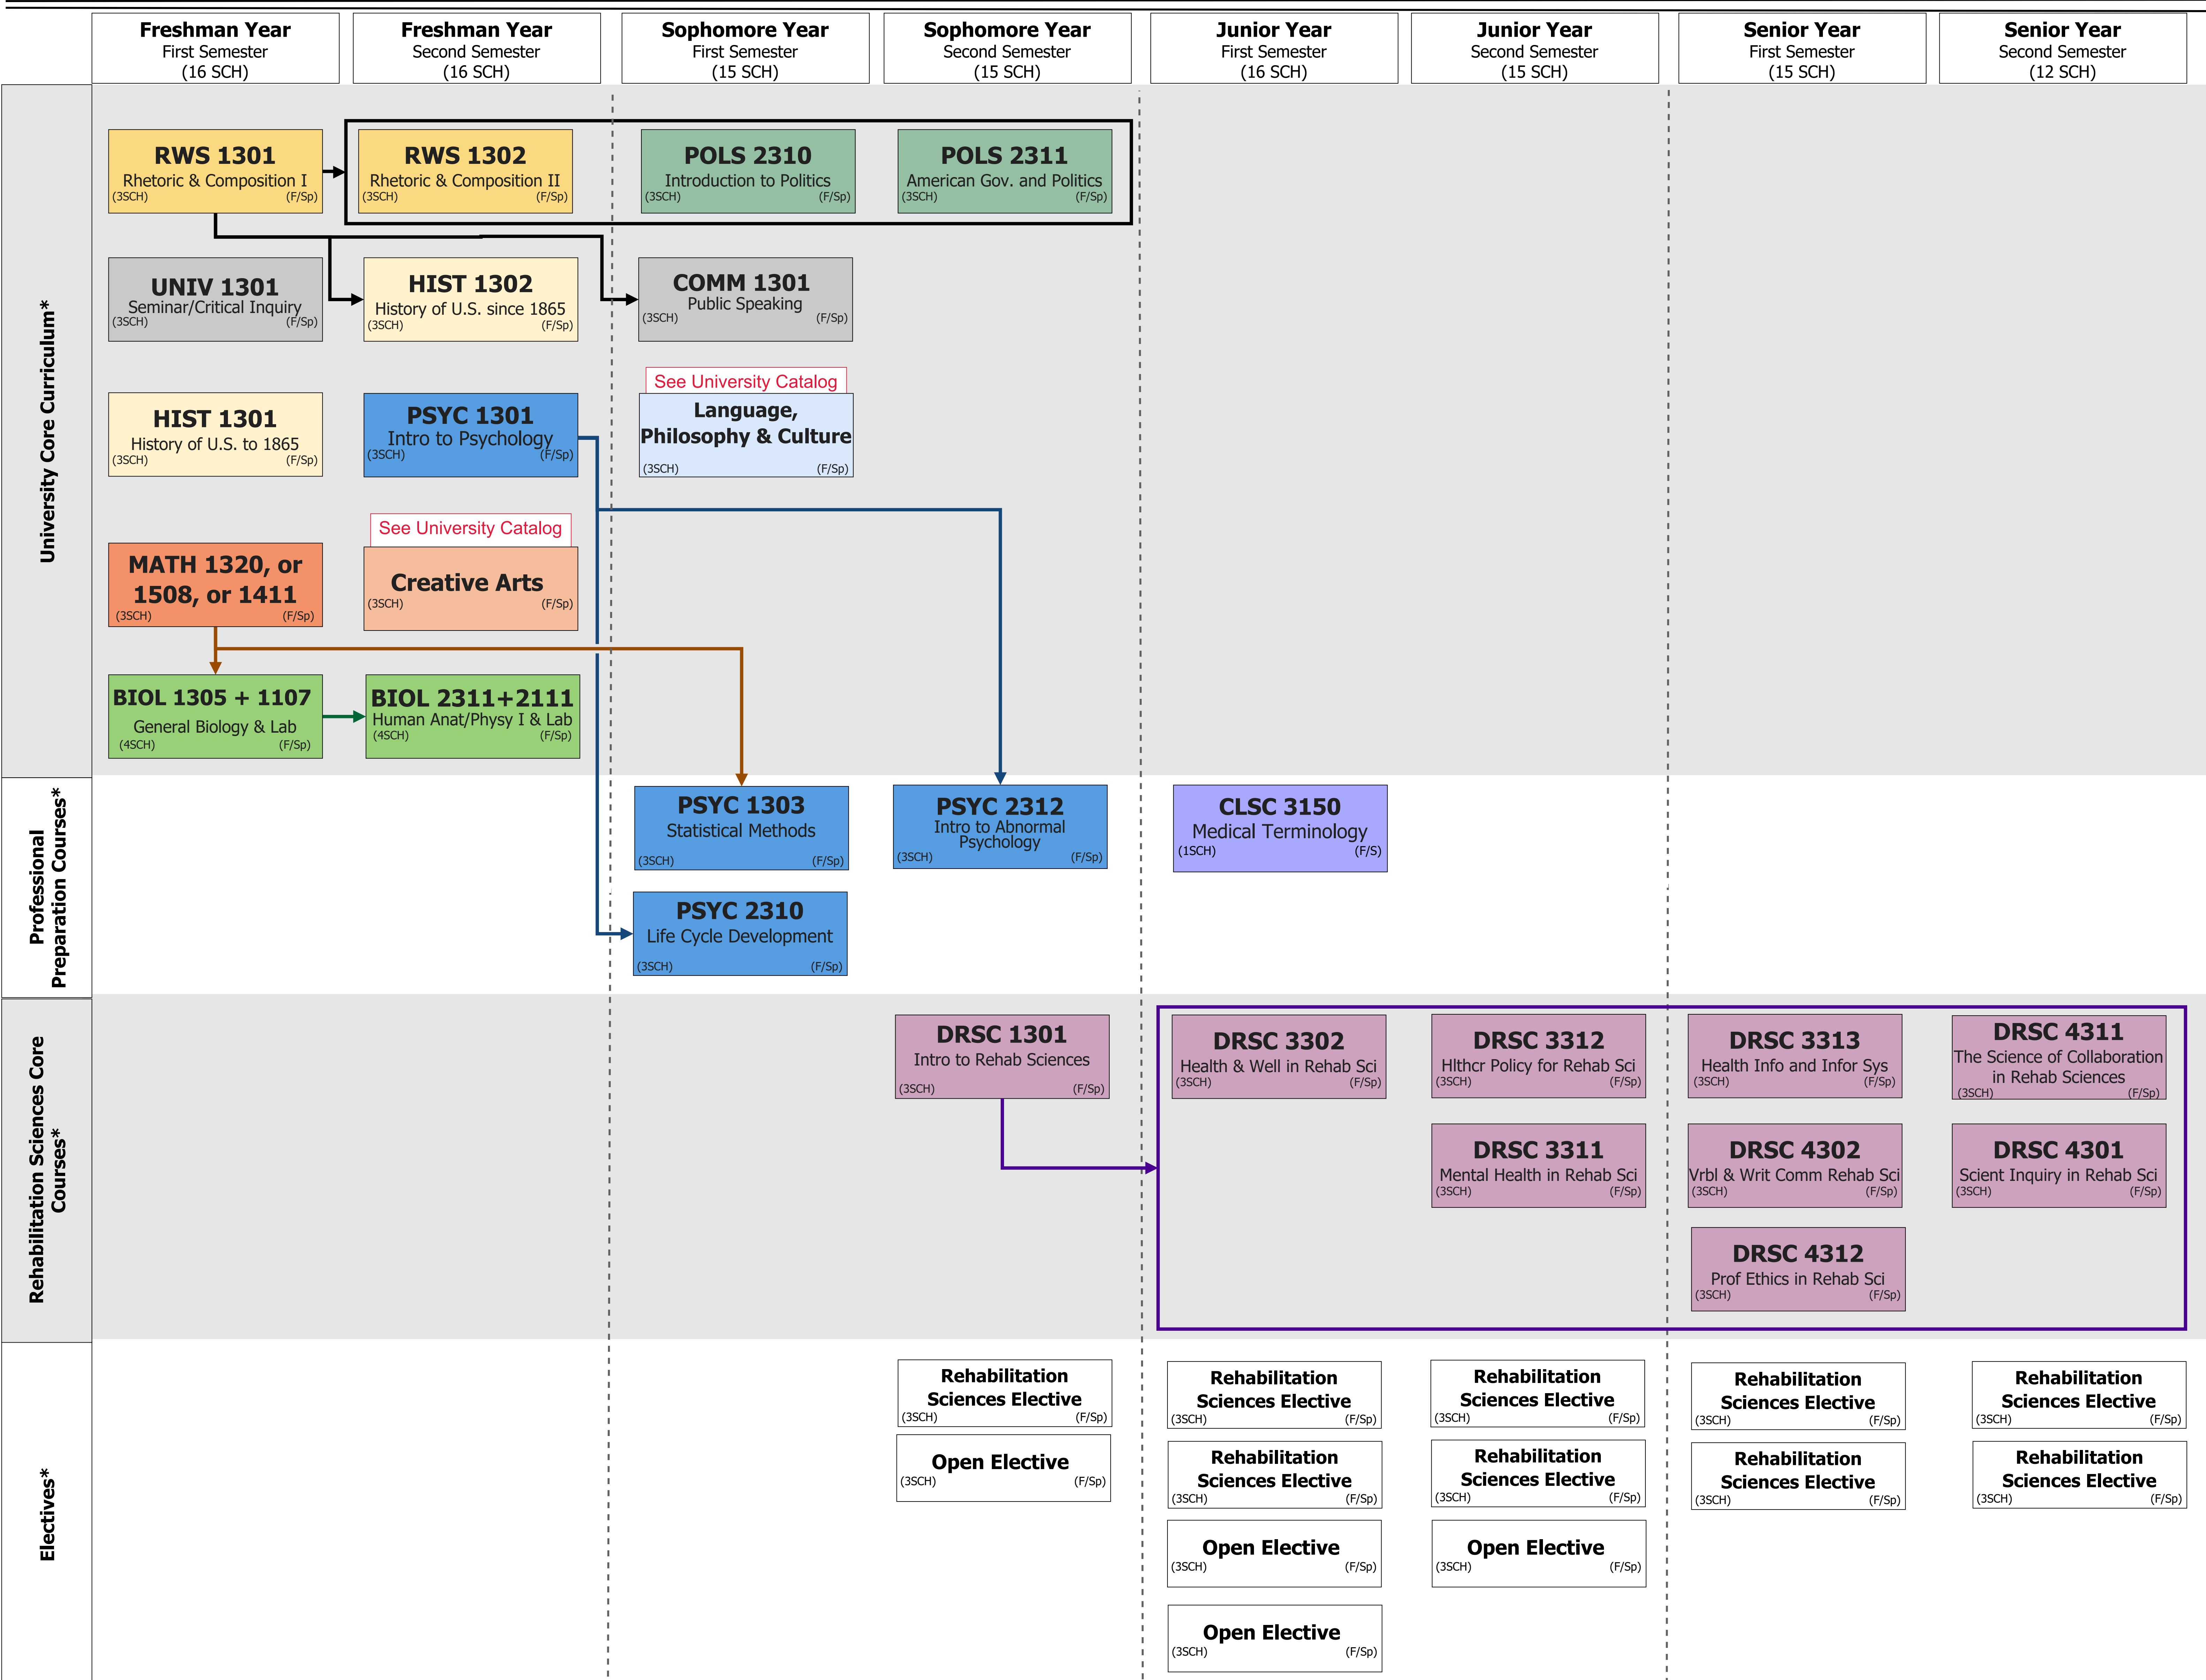 Freshman Year
First Semester
(16 SCH)
Freshman Year
Second Semester
(16 SCH)
Sophomore Year
First Semester
(15 SCH)
Sophomore Year
Second Semester
(15 SCH)
Junior Year
First Semester
(16 SCH)
Junior Year
Second Semester
(15 SCH)
Senior Year
First Semester
(15 SCH)
Senior Year
Second Semester
(12 SCH)
University Core Curriculum*
RWS 1301
Rhetoric & Composition I
(3SCH) (F/Sp)
RWS 1302
Rhetoric & Composition II
(3SCH) (F/Sp)
POLS 2310
Introduction to Politics
(3SCH) (F/Sp)
POLS 2311
American Gov. and Politics
(3SCH) (F/Sp)
UNIV 1301
Seminar/Critical Inquiry
(3SCH) (F/Sp)
HIST 1302
History of U.S. since 1865
(3SCH) (F/Sp)
COMM 1301
Public Speaking
(3SCH) (F/Sp)
HIST 1301
History of U.S. to 1865
(3SCH) (F/Sp)
PSYC 1301
Intro to Psychology
(3SCH) (F/Sp)
See University Catalog
Language,
Philosophy & Culture
(3SCH) (F/Sp)
MATH 1320, or
1508, or 1411
(3SCH) (F/Sp)
See University Catalog
Creative Arts
(3SCH) (F/Sp)
BIOL 1305 + 1107
General Biology & Lab
(4SCH) (F/Sp)
BIOL 2311+2111
Human Anat/Physy I & Lab
(4SCH) (F/Sp)
Professional
Preparation Courses*
PSYC 1303
Statistical Methods
(3SCH) (F/Sp)
PSYC 2312
Intro to Abnormal
Psychology
(3SCH) (F/Sp)
CLSC 3150
Medical Terminology
(1SCH) (F/S)
PSYC 2310
Life Cycle Development
(3SCH) (F/Sp)
Rehabilitation Sciences Core
Courses*
DRSC 1301
Intro to Rehab Sciences
(3SCH) (F/Sp)
DRSC 3302
Health & Well in Rehab Sci
(3SCH) (F/Sp)
DRSC 3312
Hlthcr Policy for Rehab Sci
(3SCH) (F/Sp)
DRSC 3313
Health Info and Infor Sys
(3SCH) (F/Sp)
DRSC 4311
The Science of Collaboration
in Rehab Sciences
(3SCH) (F/Sp)
DRSC 3311
Mental Health in Rehab Sci
(3SCH) (F/Sp)
DRSC 4302
Vrbl & Writ Comm Rehab Sci
(3SCH) (F/Sp)
DRSC 4301
Scient Inquiry in Rehab Sci
(3SCH) (F/Sp)
DRSC 4312
Prof Ethics in Rehab Sci
(3SCH) (F/Sp)
Electives*
Rehabilitation
Sciences Elective
(3SCH) (F/Sp)
Rehabilitation
Sciences Elective
(3SCH) (F/Sp)
Rehabilitation
Sciences Elective
(3SCH) (F/Sp)
Rehabilitation
Sciences Elective
(3SCH) (F/Sp)
Rehabilitation
Sciences Elective
(3SCH) (F/Sp)
Open Elective
(3SCH) (F/Sp)
Rehabilitation
Sciences Elective
(3SCH) (F/Sp)
Rehabilitation
Sciences Elective
(3SCH) (F/Sp)
Rehabilitation
Sciences Elective
(3SCH) (F/Sp)
Rehabilitation
Sciences Elective
(3SCH) (F/Sp)
Open Elective
(3SCH) (F/Sp)
Open Elective
(3SCH) (F/Sp)
Open Elective
(3SCH) (F/Sp)